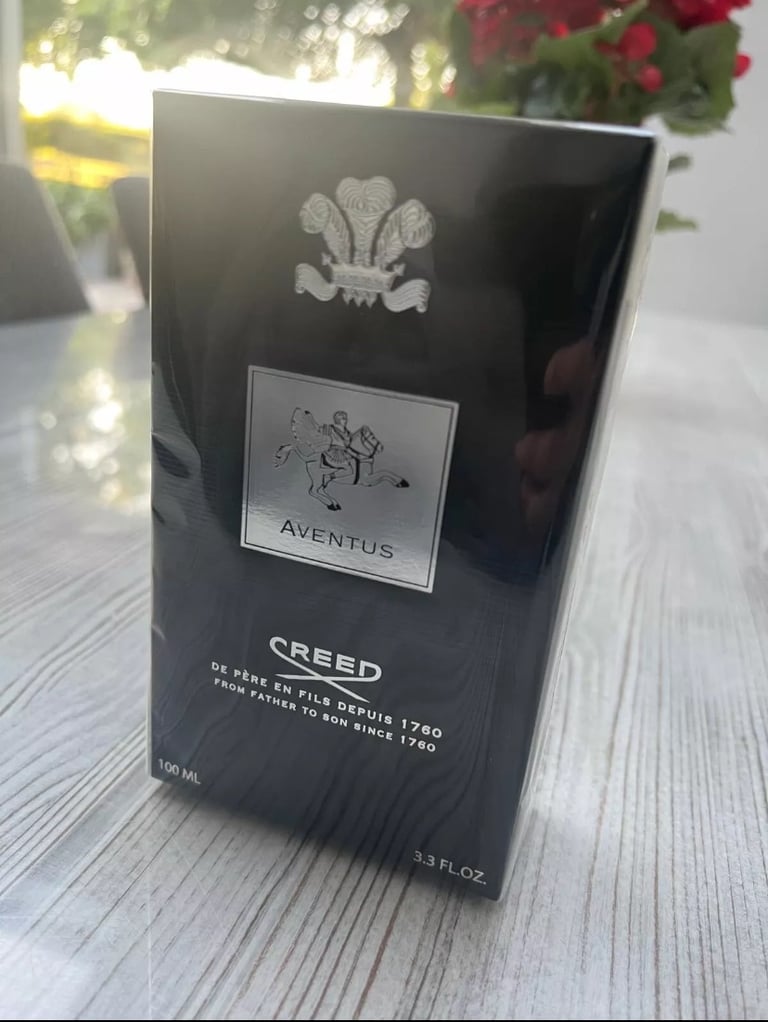 AVENTUS
CREED
DE PÈRE EN FILS DEPUIS 1760
FROM FATHER TO SON SINCE 1760
100 ML
3.3 FL.OZ.